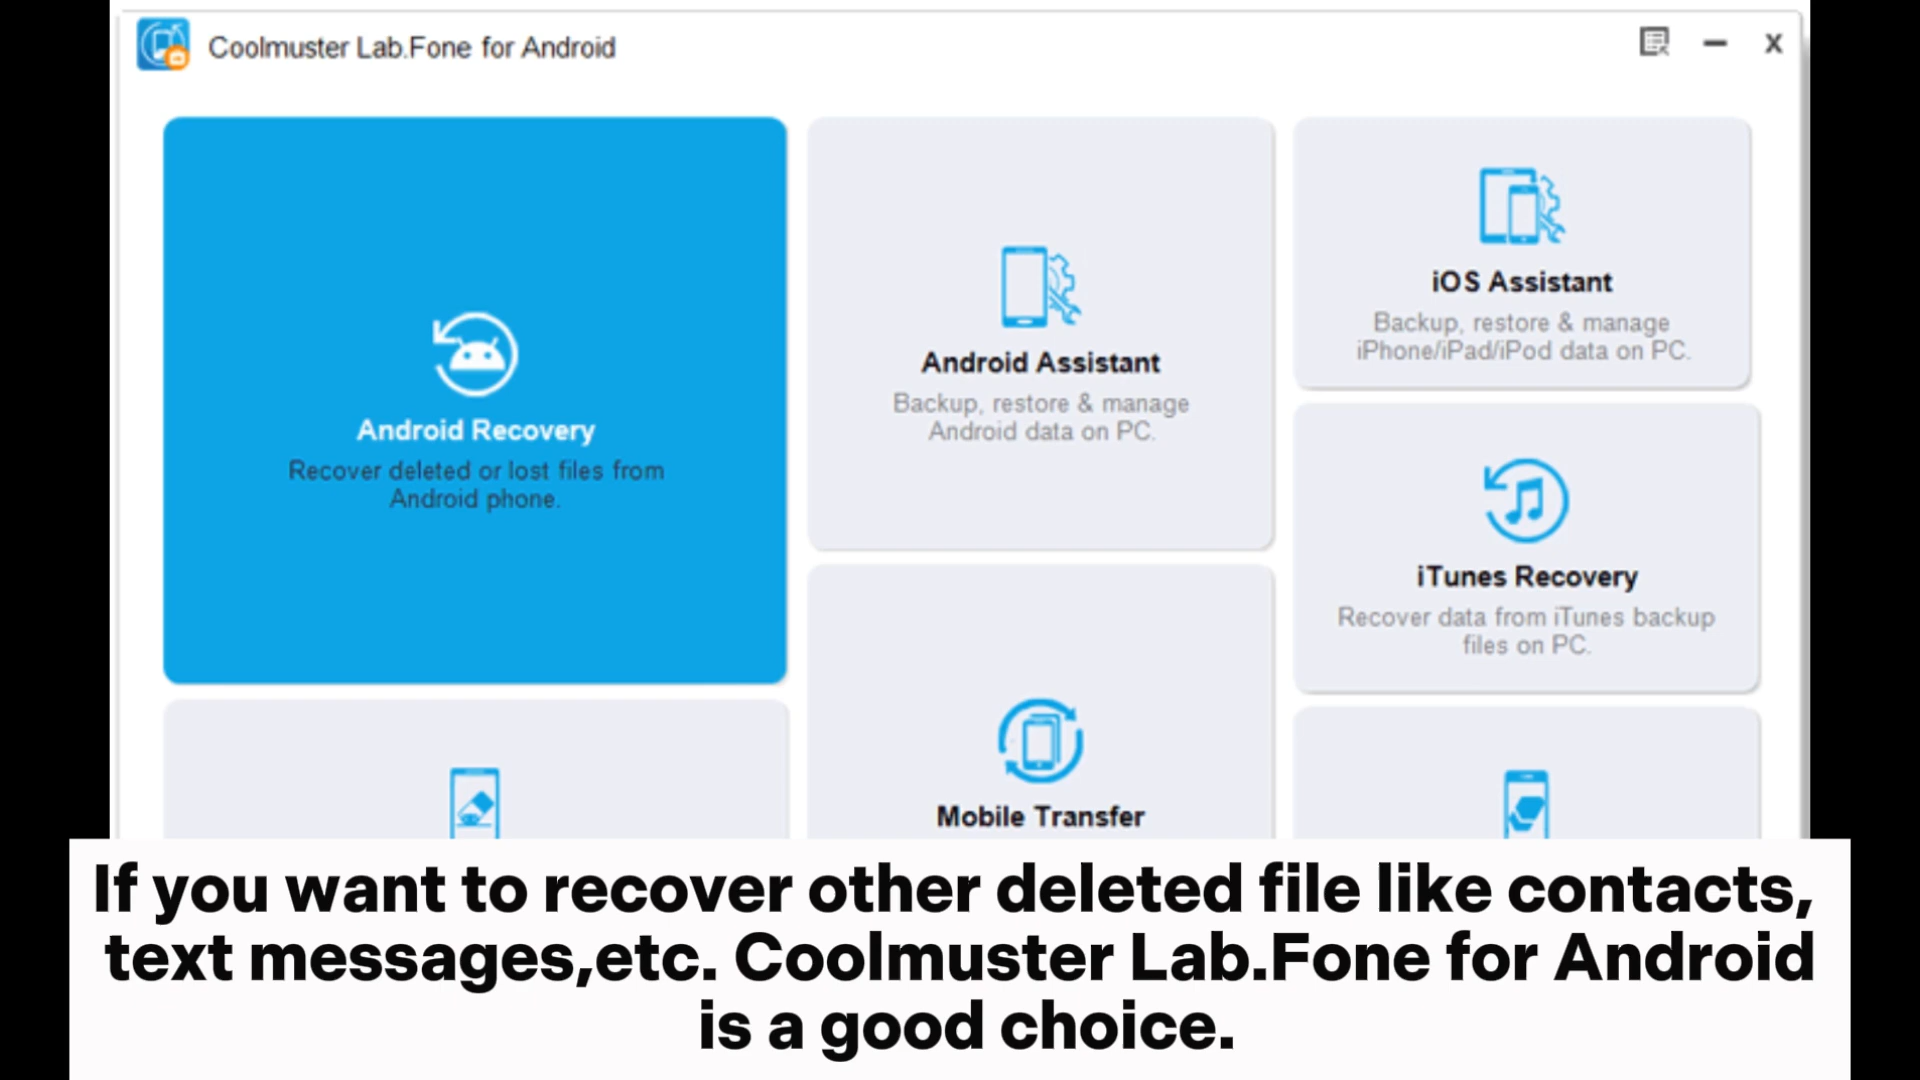 Coolmuster Lab.Fone for Android
X
Android Recovery
Recover deleted or lost files from
Android phone.
Android Assistant
Backup, restore & manage
Android data on PC.
iOS Assistant
Backup, restore & manage
iPhone/iPad/iPod data on PC.
iTunes Recovery
Recover data from iTunes backup
files on PC.
Mobile Transfer
If you want to recover other deleted file like contacts,
text messages,etc. Coolmuster Lab.Fone for Android
is a good choice.